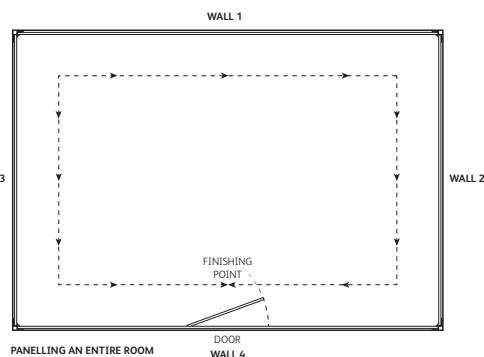 WALL 1
3
WALL 2
FINISHING
POINT
DOOR
PANELLING AN ENTIRE ROOM
WALL 4